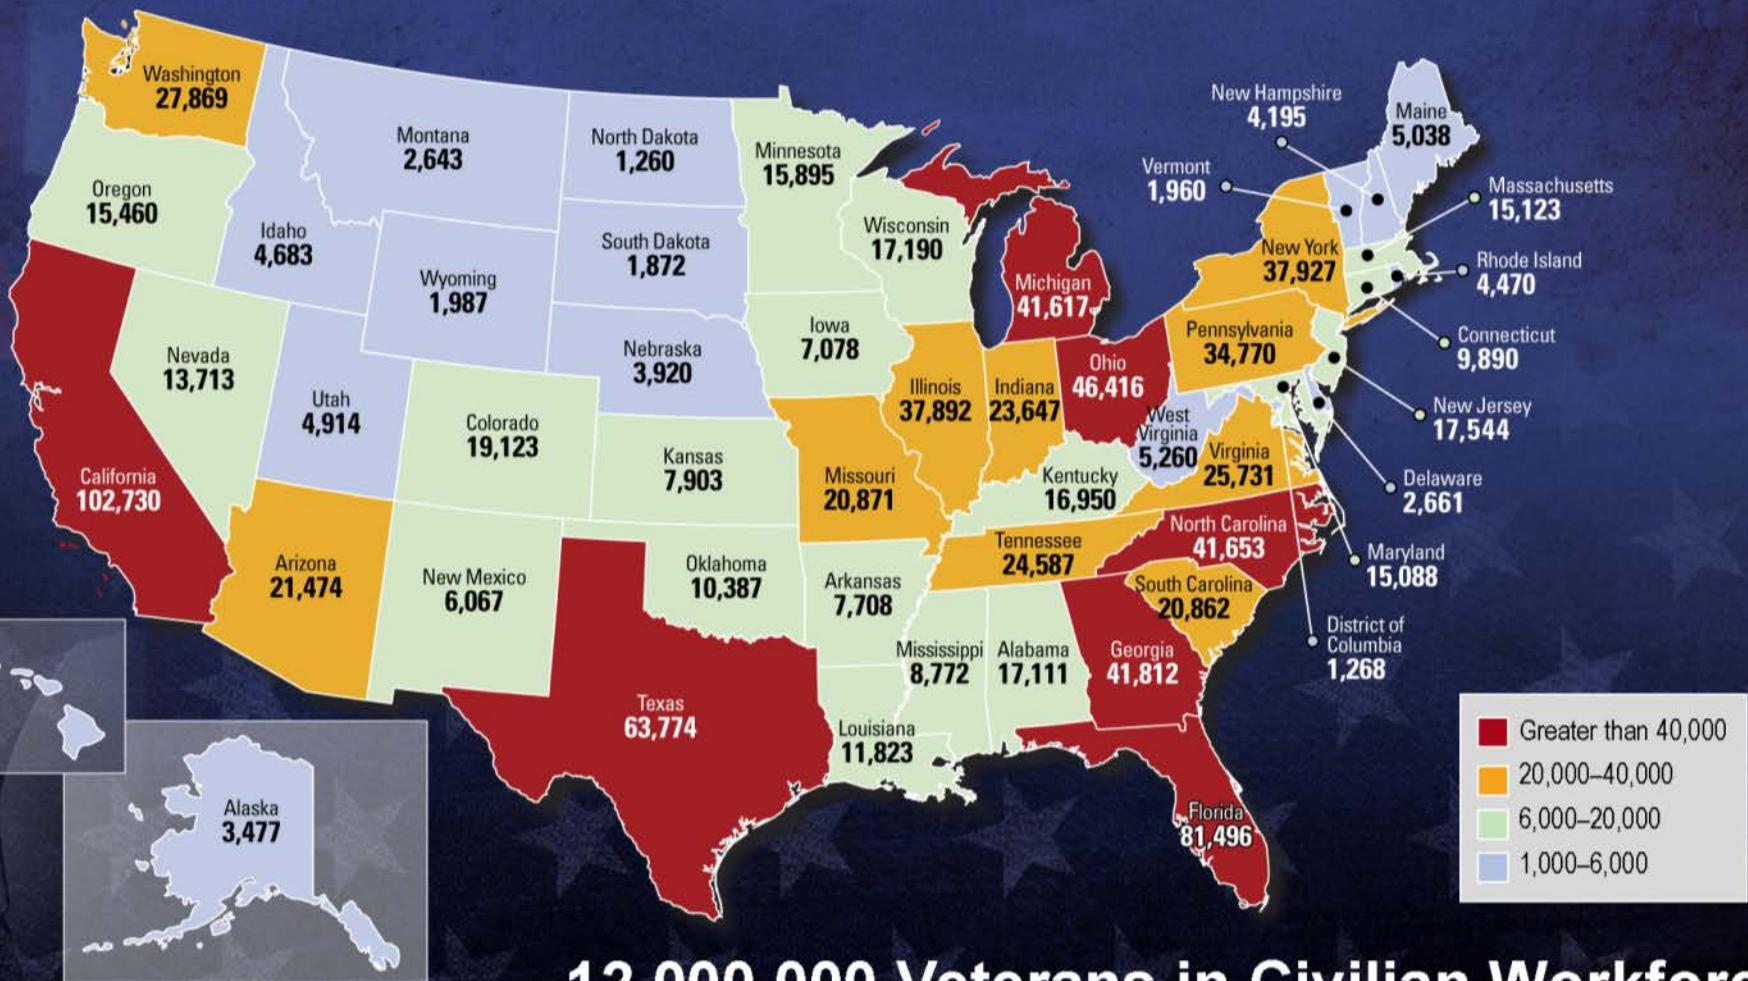 Washington
27,869
Oregon
15,460
California
102,730
Nevada
13,713
Idaho
4,683
Montana
2,643
Wyoming
1,987
Utah
4,914
Arizona
21,474
Colorado
19,123
New Mexico
6,067
North Dakota
1,260
South Dakota
1,872
Nebraska
3,920
Kansas
7,903
Oklahoma
10,387
Texas
63,774
Minnesota
15,895
Iowa
7,078
Missouri
20,871
Arkansas
7,708
Louisiana
11,823
Wisconsin
17,190
Illinois
37,892
Michigan
41,617
Indiana
23,647
Ohio
46,416
Kentucky
16,950
Tennessee
24,587
Mississippi
8,772
Alabama
17,111
Georgia
41,812
Florida
81,496
South Carolina
20,862
North Carolina
41,653
Virginia
25,731
West
Virginia
5,260
Pennsylvania
34,770
New York
37,927
Vermont
1,960
New Hampshire
4,195
Maine
5,038
Massachusetts
15,123
Rhode Island
4,470
Connecticut
9,890
New Jersey
17,544
Delaware
2,661
Maryland
15,088
District of
Columbia
1,268
Alaska
3,477
Greater than 40,000
20,000–40,000
6,000–20,000
1,000–6,000
Veterans in Civilian